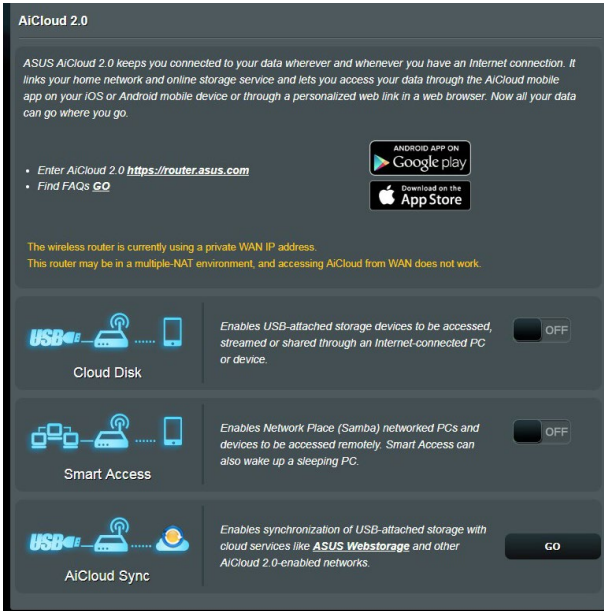 AiCloud 2.0
ASUS AiCloud 2.0 keeps you connected to your data wherever and whenever you have an Internet connection. It
links your home network and online storage service and lets you access your data through the AiCloud mobile
app on your iOS or Android mobile device or through a personalized web link in a web browser. Now all your data
can go where you go.
ANDROID APP ON
Google play
• Enter AiCloud 2.0 https://router.asus.com
• Find FAQs GO
Download on the
App Store
The wireless router is currently using a private WAN IP address.
This router may be in a multiple-NAT environment, and accessing AiCloud from WAN does not work.
USB
Cloud Disk
Enables USB-attached storage devices to be accessed,
streamed or shared through an Internet-connected PC
or device.
OFF
Smart Access
Enables Network Place (Samba) networked PCs and
devices to be accessed remotely. Smart Access can
also wake up a sleeping PC.
OFF
USB
AiCloud Sync
Enables synchronization of USB-attached storage with
cloud services like ASUS Webstorage and other
AiCloud 2.0-enabled networks.
GO